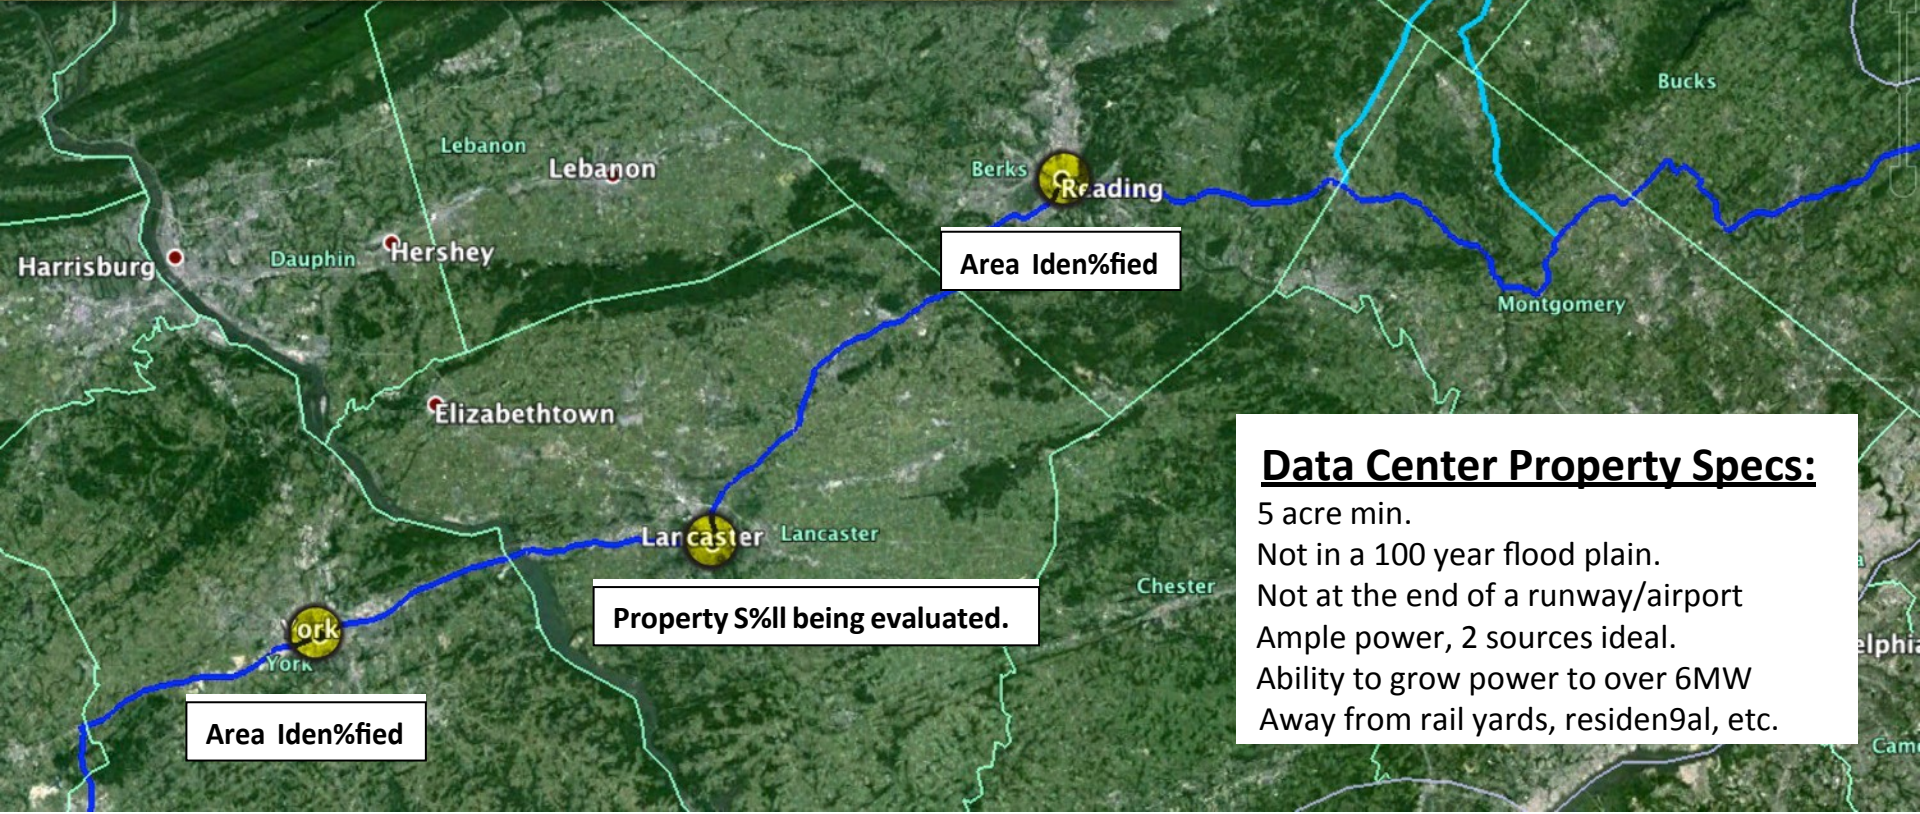 Bucks
Lebanon
Lebanon
Berks
Reading
Harrisburg
Dauphin
Hershey
Area Iden%fied
Montgomery
Elizabethtown
Data Center Property Specs:
5 acre min.
Not in a 100 year flood plain.
Not at the end of a runway/airport
Ample power, 2 sources ideal.
Ability to grow power to over 6MW
Away from rail yards, residen9al, etc.
Lancaster
Lancaster
Chester
Property S%ll being evaluated.
ork
York
elphia
Area Iden%fied
Cam